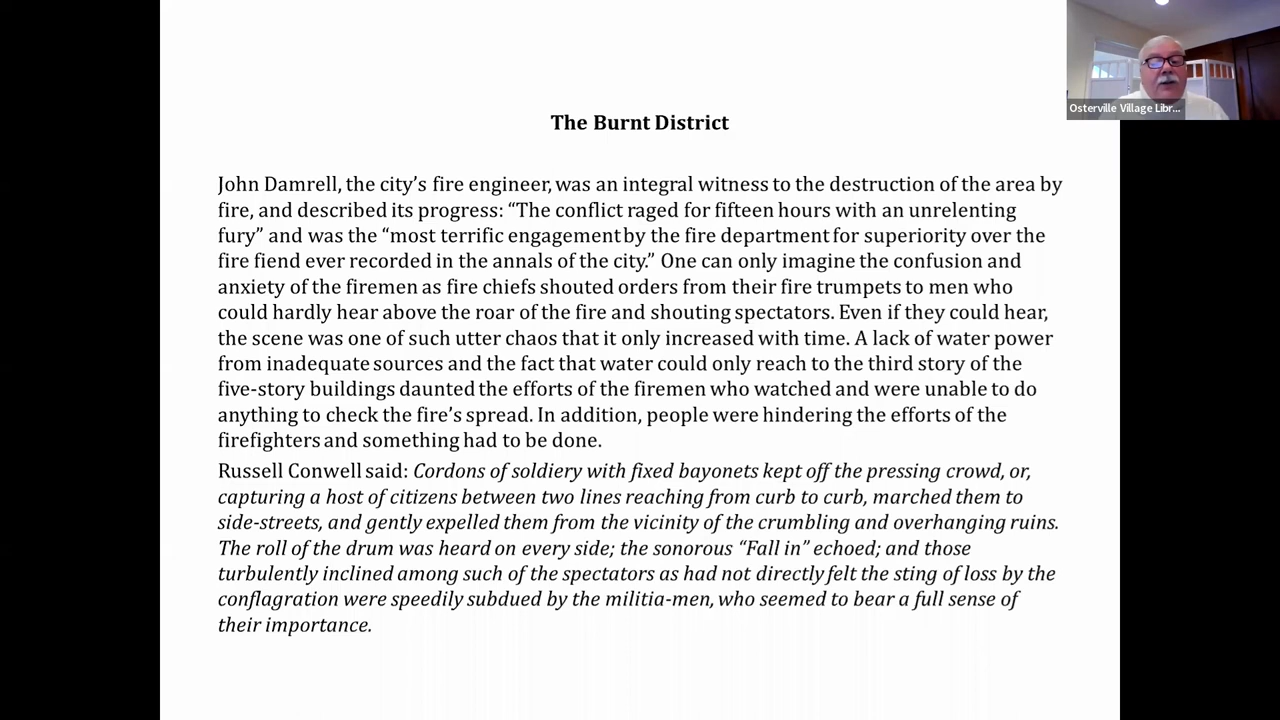 The Burnt District
John Damrell, the city's fire engineer, was an integral witness to the destruction of the area by
fire, and described its progress: “The conflict raged for fifteen hours with an unrelenting
fury” and was the “most terrific engagement by the fire department for superiority over the
fire fiend ever recorded in the annals of the city.” One can only imagine the confusion and
anxiety of the firemen as fire chiefs shouted orders from their fire trumpets to men who
could hardly hear above the roar of the fire and shouting spectators. Even if they could hear,
the scene was one of such utter chaos that it only increased with time. A lack of water power
from inadequate sources and the fact that water could only reach to the third story of the
five-story buildings daunted the efforts of the firemen who watched and were unable to do
anything to check the fire's spread. In addition, people were hindering the efforts of the
firefighters and something had to be done.
Russell Conwell said: Cordons of soldiery with fixed bayonets kept off the pressing crowd, or,
capturing a host of citizens between two lines reaching from curb to curb, marched them to
side-streets, and gently expelled them from the vicinity of the crumbling and overhanging ruins.
The roll of the drum was heard on every side; the sonorous “Fall in” echoed; and those
turbulently inclined among such of the spectators as had not directly felt the sting of loss by the
conflagration were speedily subdued by the militia-men, who seemed to bear a full sense of
their importance.
Osterville Village Libr...